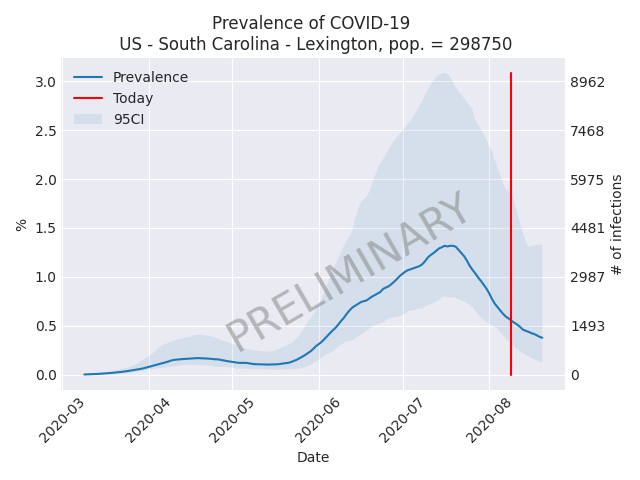 Prevalence of COVID-19
US - South Carolina - Lexington, pop. = 298750
Prevalence
Today
95CI
PRELIMINARY
%
3.0
2.5
2.0
1.5
1.0
0.5
0.0
8962
7468
5975
4481
2987
1493
0
# of infections
2020-03
2020-04
2020-05
2020-06
2020-07
2020-08
Date